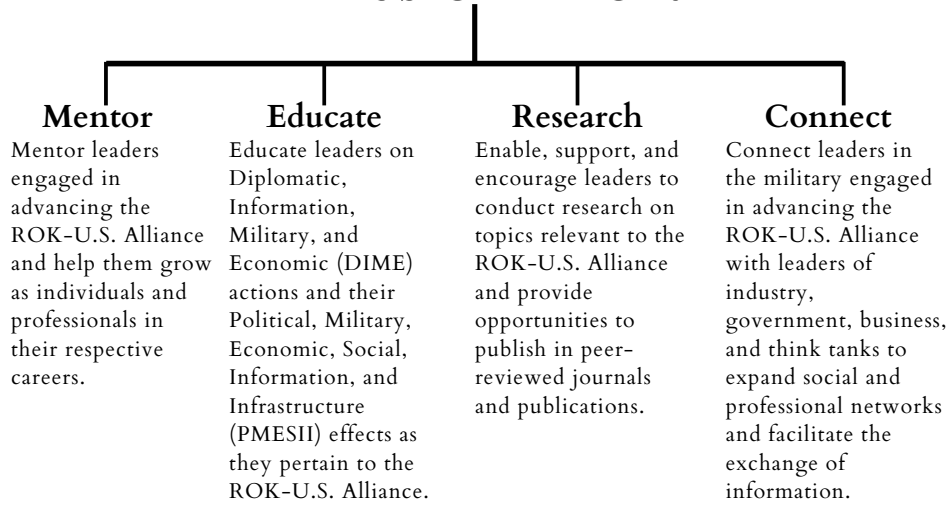 Mentor
Mentor leaders
engaged in
advancing the
ROK-U.S. Alliance
and help them grow
as individuals and
professionals in
their respective
careers.
Educate
Educate leaders on
Diplomatic,
Information,
Military, and
Economic (DIME)
actions and their
Political, Military,
Economic, Social,
Information, and
Infrastructure
(PMESII) effects as
they pertain to the
ROK-U.S. Alliance.
Research
Enable, support, and
encourage leaders to
conduct research on
topics relevant to the
ROK-U.S. Alliance
and provide
opportunities to
publish in peer-
reviewed journals
and publications.
Connect
Connect leaders in
the military engaged
in advancing the
ROK-U.S. Alliance
with leaders of
industry,
government, business,
and think tanks to
expand social and
professional networks
and facilitate the
exchange of
information.